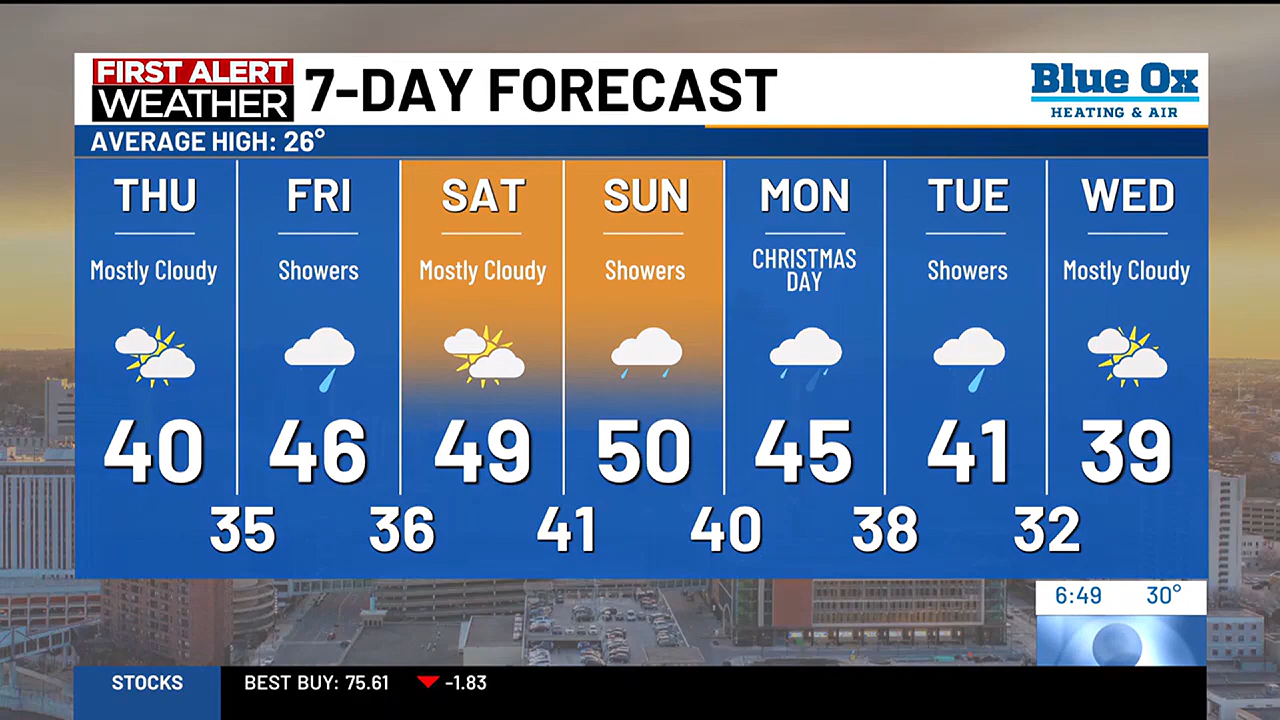 FIRST ALERT
WEATHER
7-DAY FORECAST
Blue Ox
HEATING & AIR
AVERAGE HIGH: 26°
THU
FRI
SAT
SUN
MON
TUE
WED
Mostly Cloudy
Showers
Mostly Cloudy
Showers
CHRISTMAS
DAY
Showers
Mostly Cloudy
40
46
49
50
45
41
39
35
36
41
40
38
32
6:49 30°
STOCKS
BEST BUY: 75.61 -1.83